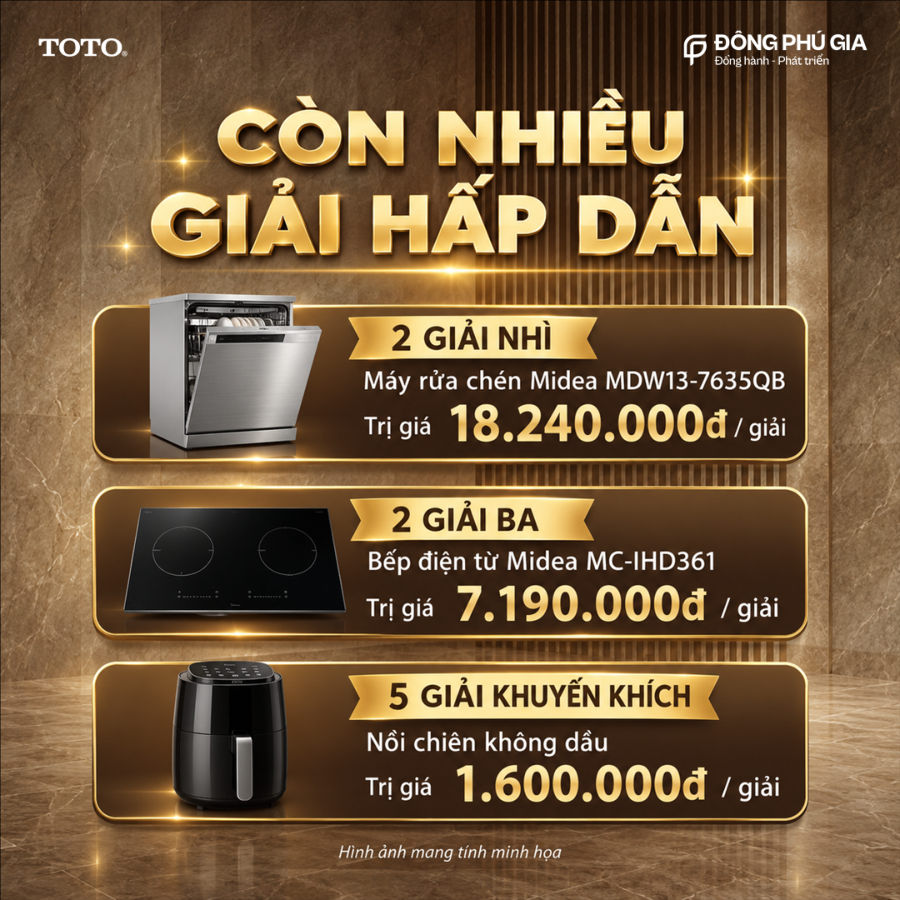 TOTO®
ĐÔNG PHÚ GIA
Đồng hành - Phát triển
CÒN NHIỀU
GIẢI HẤP DẪN
2 GIẢI NHÌ
Máy rửa chén Midea MDW13-7635QB
Trị giá 18.240.000đ / giải
2 GIẢI BA
Bếp điện từ Midea MC-IHD361
Trị giá 7.190.000đ / giải
5 GIẢI KHUYẾN KHÍCH
Nồi chiên không dầu
Trị giá 1.600.000đ / giải
Hình ảnh mang tính minh họa